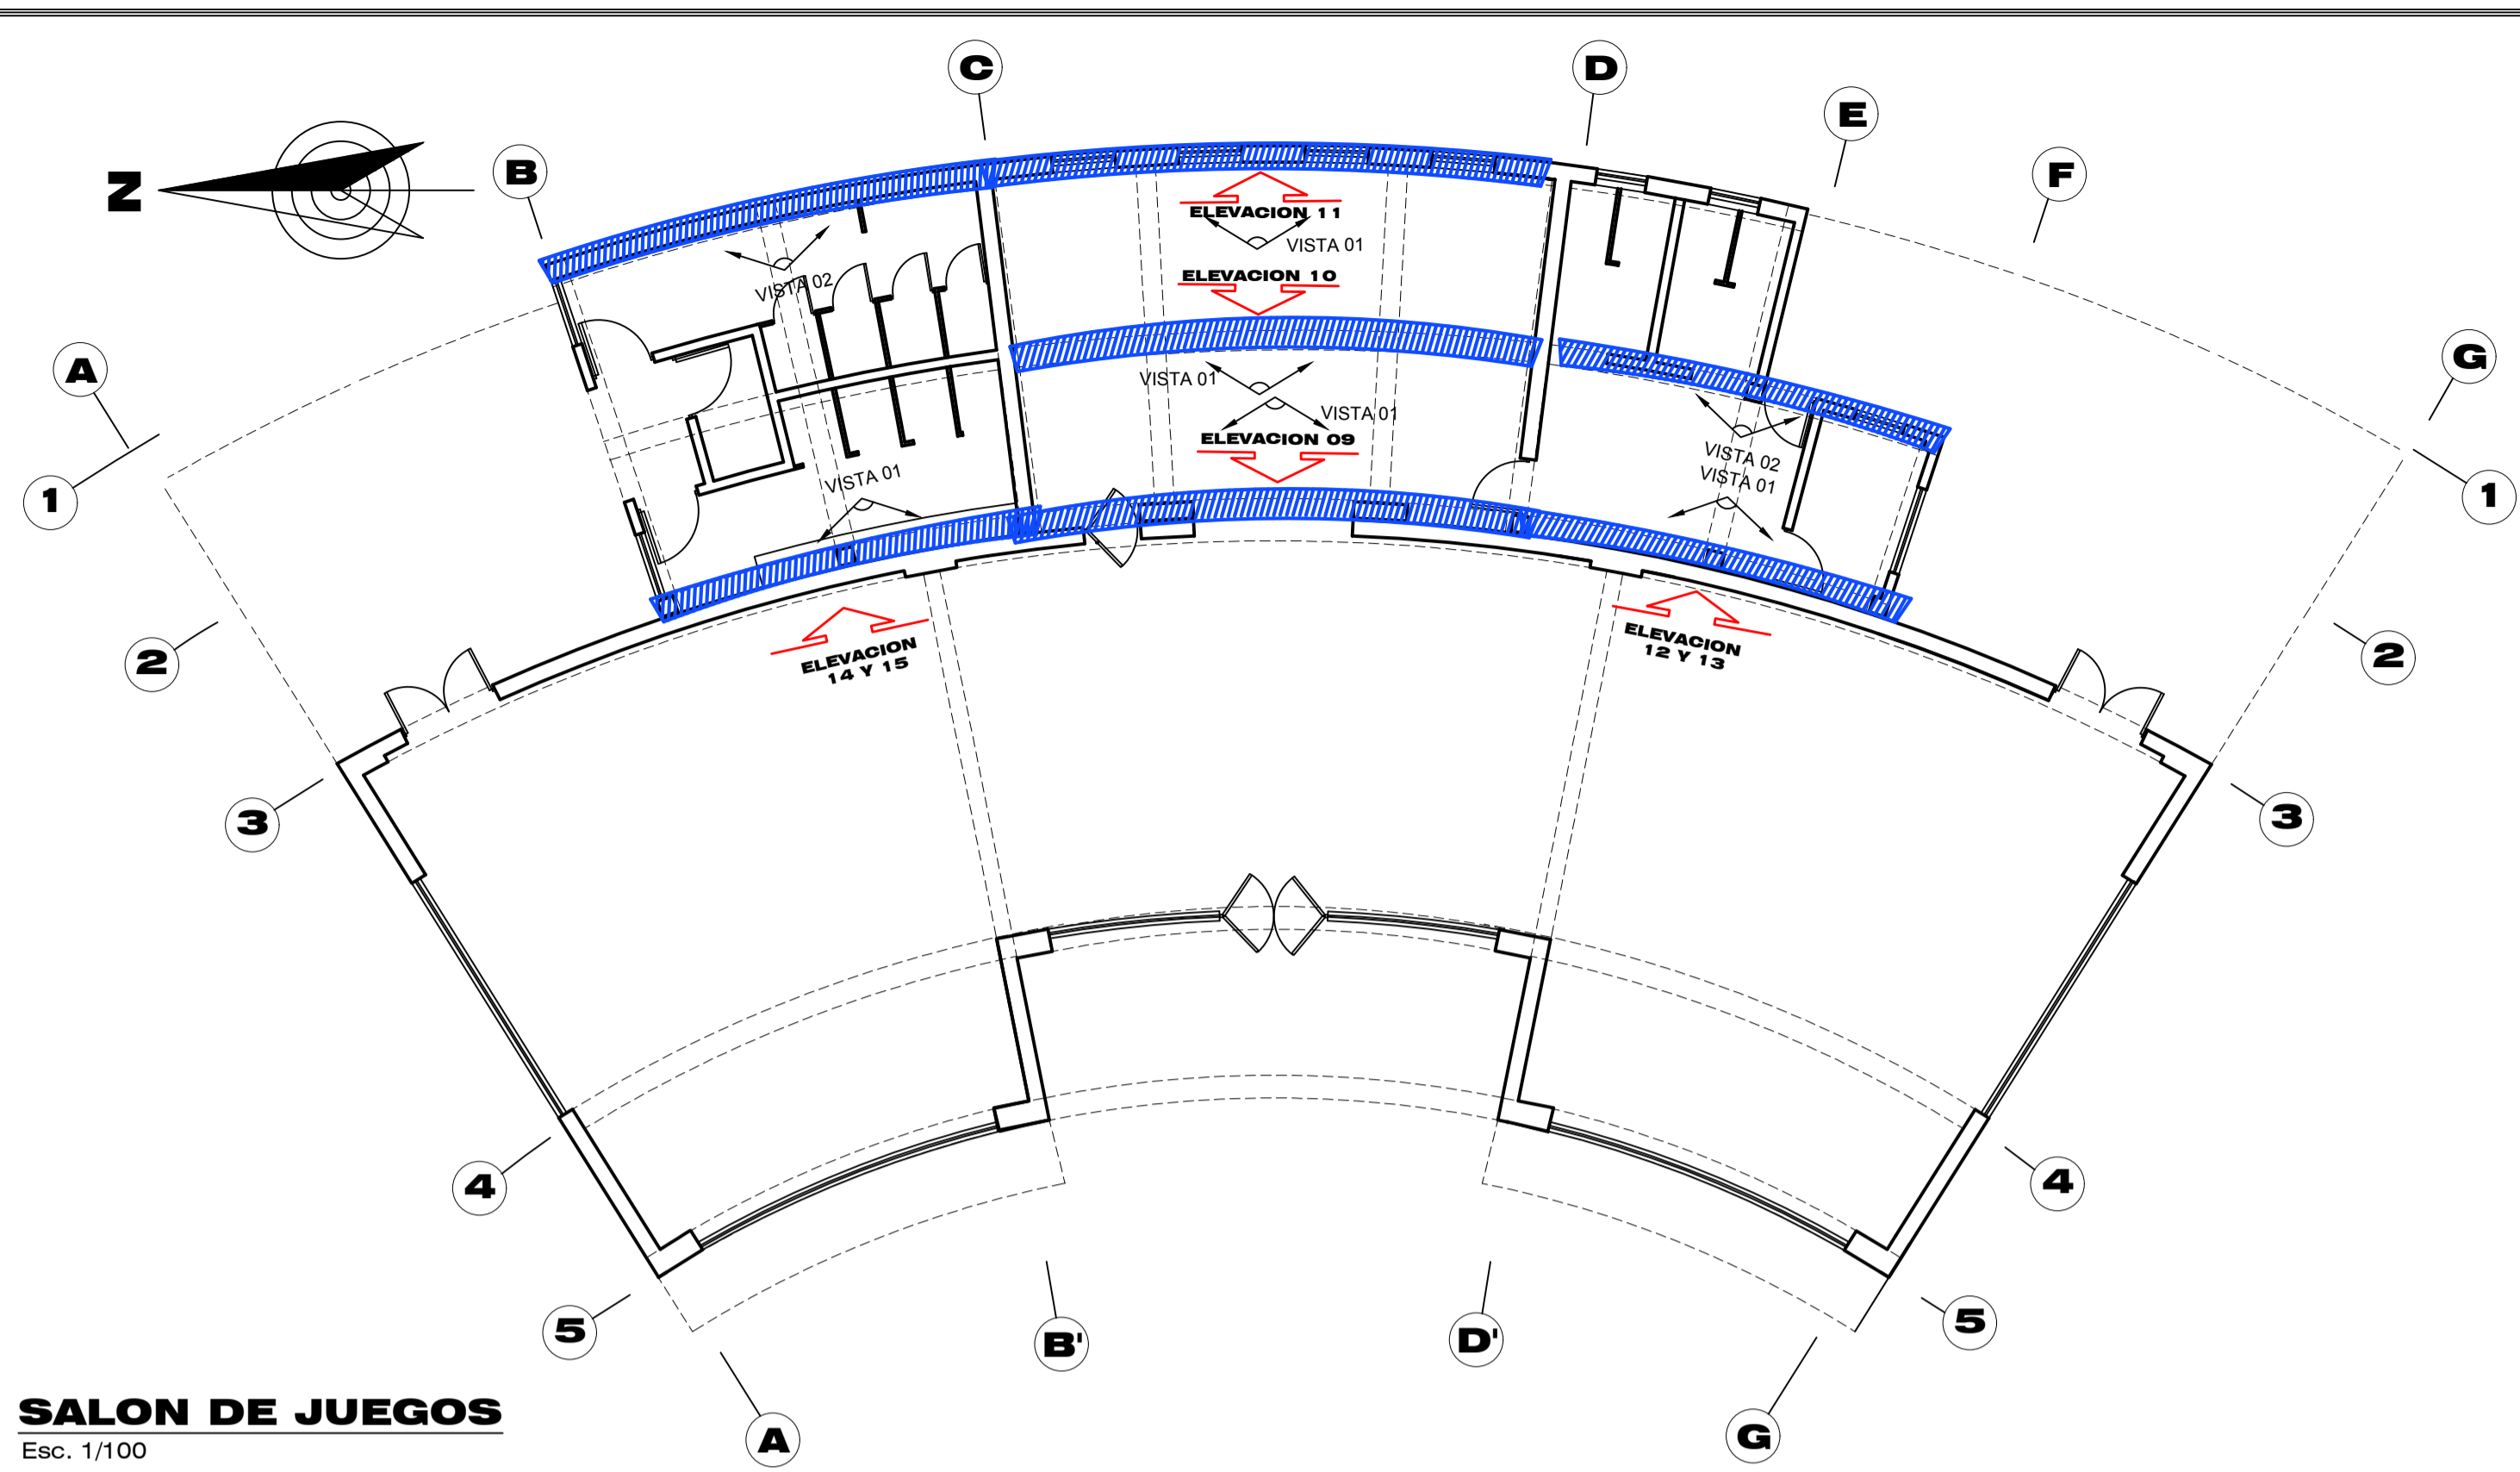 C
D
E
F
B
N
ELEVACION 11
VISTA 01
ELEVACION 10
VISTA 02
A
G
VISTA 01
VISTA 01
ELEVACION 09
VISTA 02
VISTA 01
VISTA 01
1
1
2
2
ELEVACION
14 Y 15
ELEVACION
12 Y 13
3
3
4
4
5
5
B'
D'
A
G
SALON DE JUEGOS
Esc. 1/100